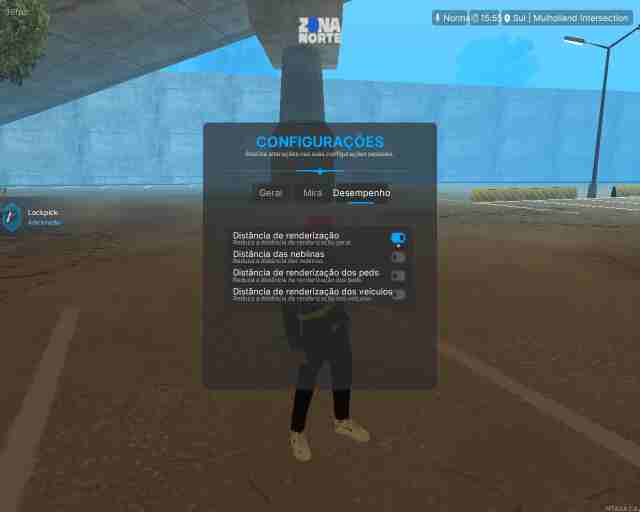 ZONA
NORTE
Norma 15:55 Sul | Mulholland Intersection
CONFIGURAÇÕES
Realize alterações nas suas configurações pessoais.
Geral Mira Desempenho
Lockpick
Distância de renderização
Reduza a distância de renderização geral
Distância das neblinas
Reduza a distância das neblinas
Distância de renderização dos peds
Reduza a distância de renderização dos peds
Distância de renderização dos veículos
Reduza a distância de renderização dos veículos